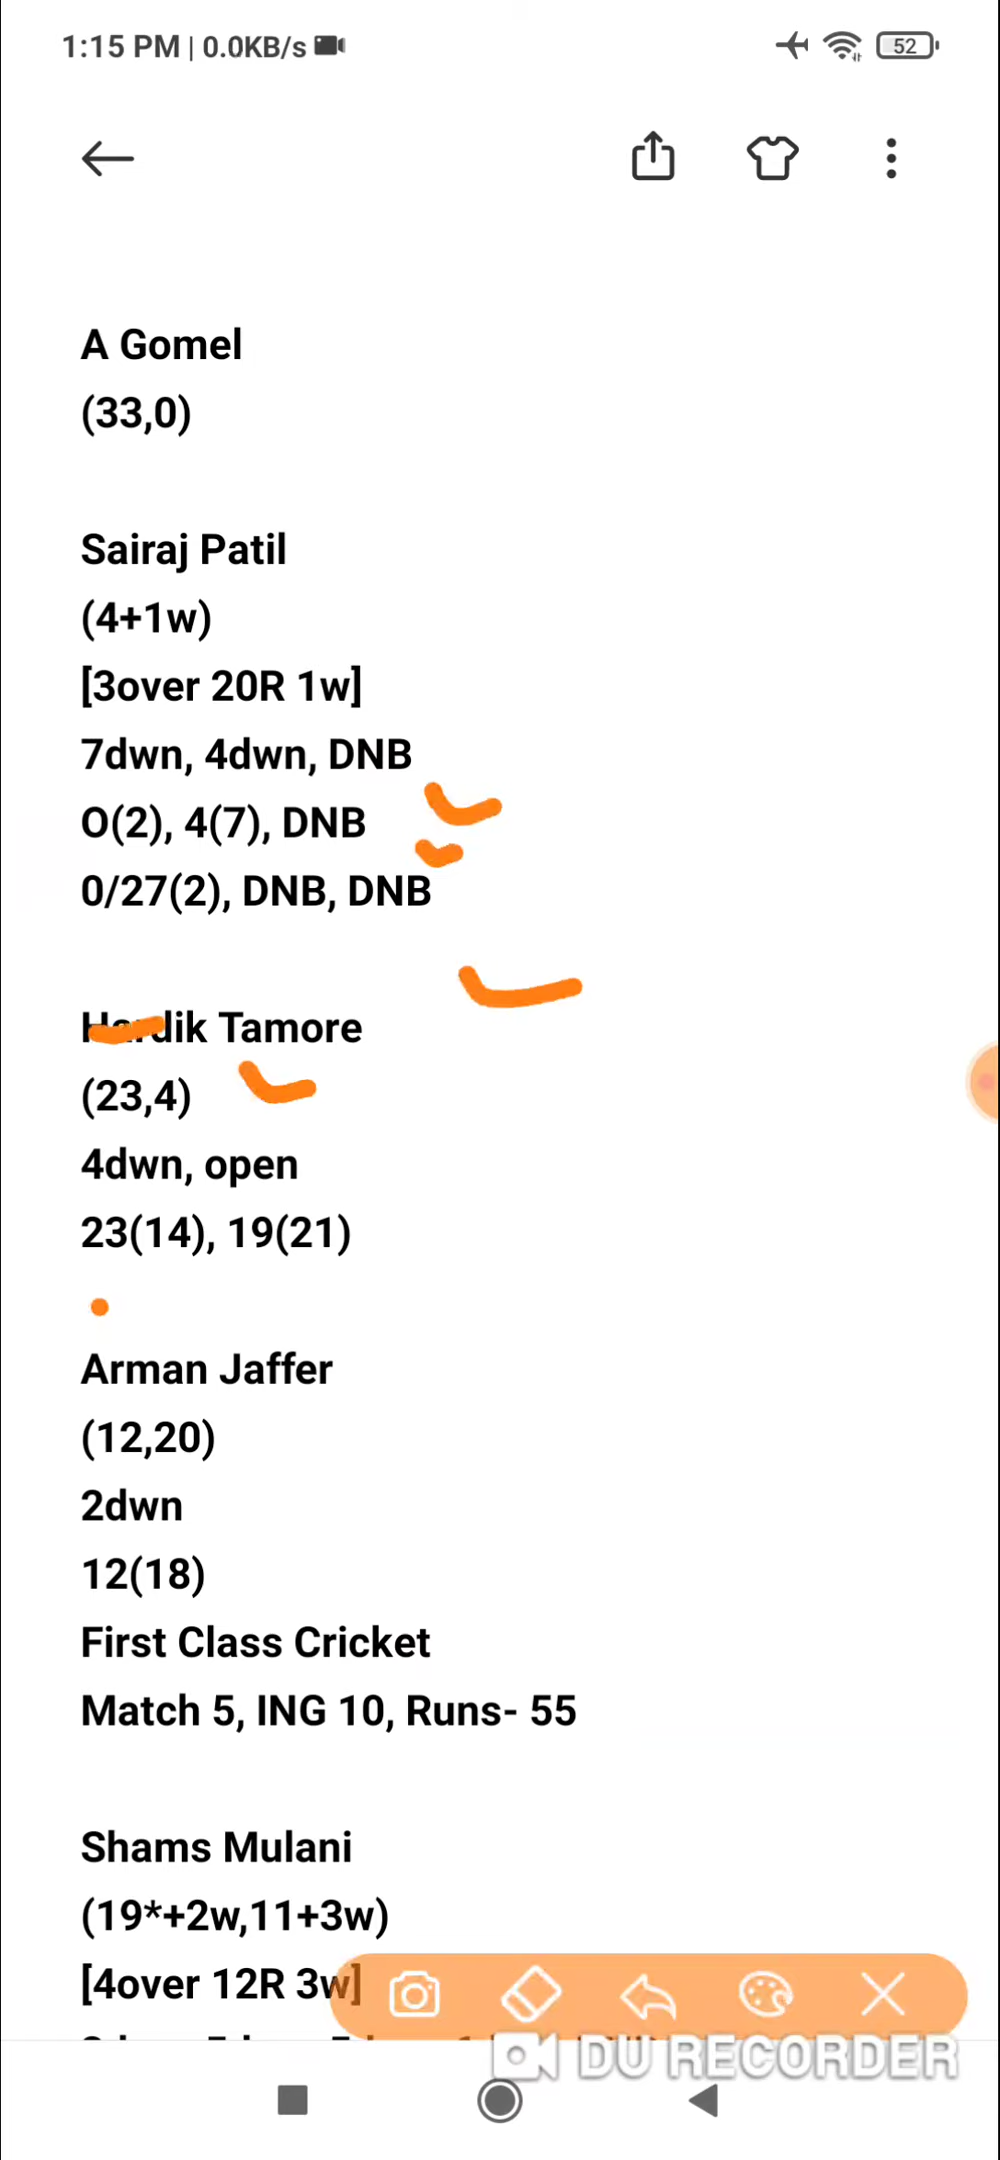 1:15 PM | 0.0KB/s
52
A Gomel
(33,0)
Sairaj Patil
(4+1w)
[3over 20R 1w]
7dwn, 4dwn, DNB
O(2), 4(7), DNB
0/27(2), DNB, DNB
Hardik Tamore
(23,4)
4dwn, open
23(14), 19(21)
Arman Jaffer
(12,20)
2dwn
12(18)
First Class Cricket
Match 5, ING 10, Runs- 55
Shams Mulani
(19*+2w,11+3w)
[4over 12R 3w]
DU RECORDER